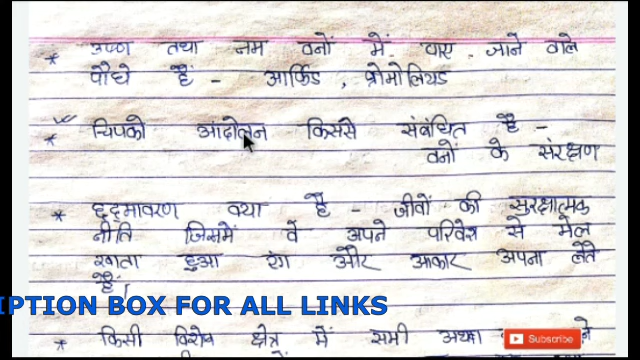 * उष्ण तथा नम वनों में पाए जाने वाले
पौधे हैं - आर्किड, ब्रोमोलियड
* चिपको आंदोलन किससे संबंधित है -
वनों के संरक्षण
* छद्मावरण क्या है - जीवों की सुरक्षात्मक
नीति जिसमें वे अपने परिवेश से मेल
खाता हुआ रंग और आकार अपना लेते
हैं।
IPTION BOX FOR ALL LINKS
* किसी विशेष क्षेत्र में सभी अथवा
Subscribe